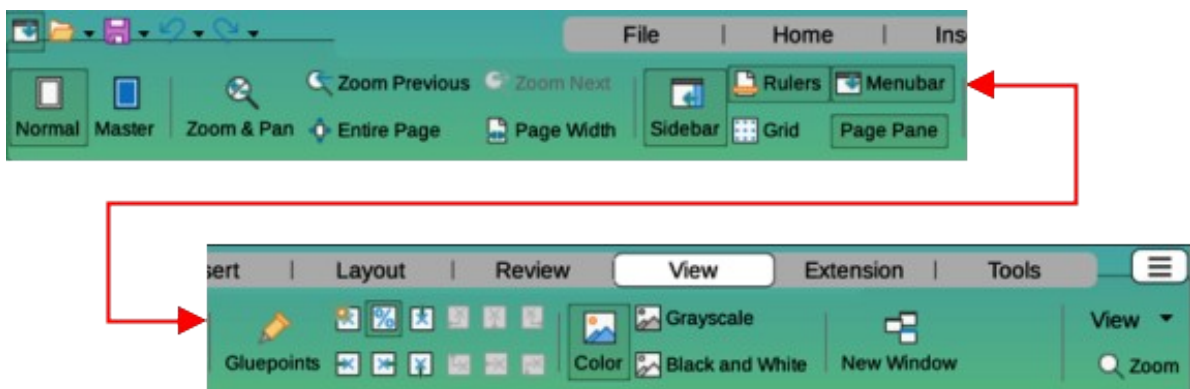 File | Home | Ins
Zoom Previous Zoom Next Rulers Menubar
Normal Master Zoom & Pan Entire Page Page Width Sidebar Grid Page Pane
sert | Layout | Review View Extension | Tools
Grayscale View
Gluepoints Color Black and White New Window Zoom